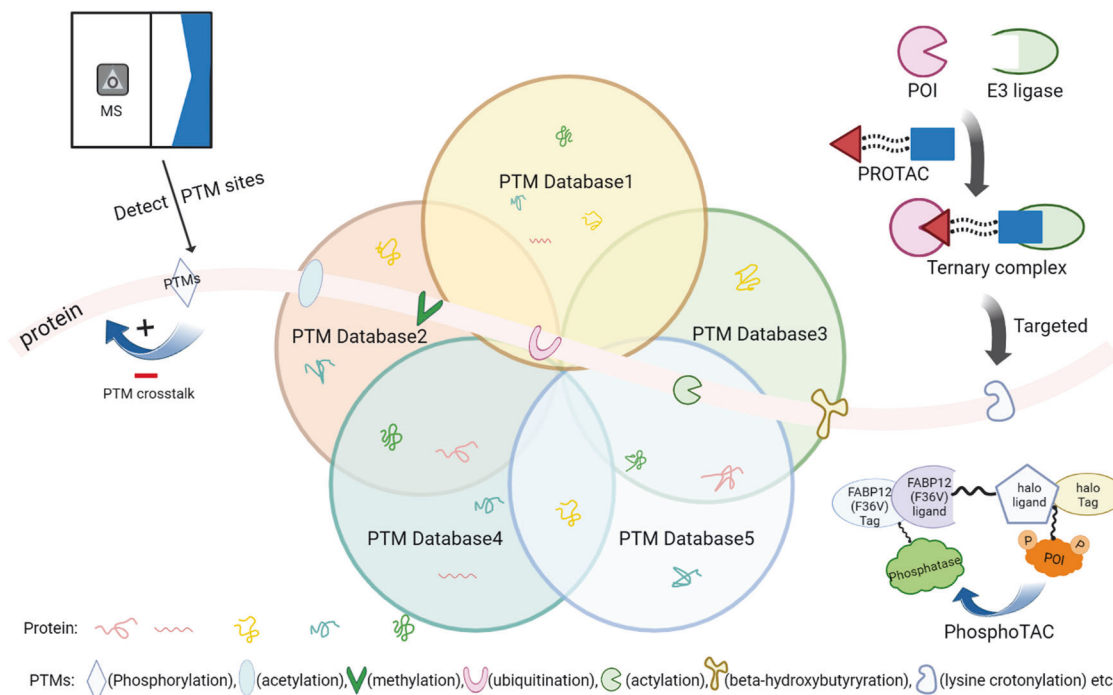 MS
Detect PTM sites
PTMs
protein
+
PTM crosstalk
PTM Database1
PTM Database2
PTM Database3
PTM Database4
PTM Database5
POI
E3 ligase
PROTAC
Ternary complex
Targeted
FABP12
(F36V)
Tag
FABP12
(F36V)
ligand
halo
ligand
halo
Tag
Phosphatase
P
P
POI
PhosphoTAC
Protein:
PTMs: (Phosphorylation), (acetylation), (methylation), (ubiquitination), (actylation), (beta-hydroxybutyryration), (lysine crotonylation) etc